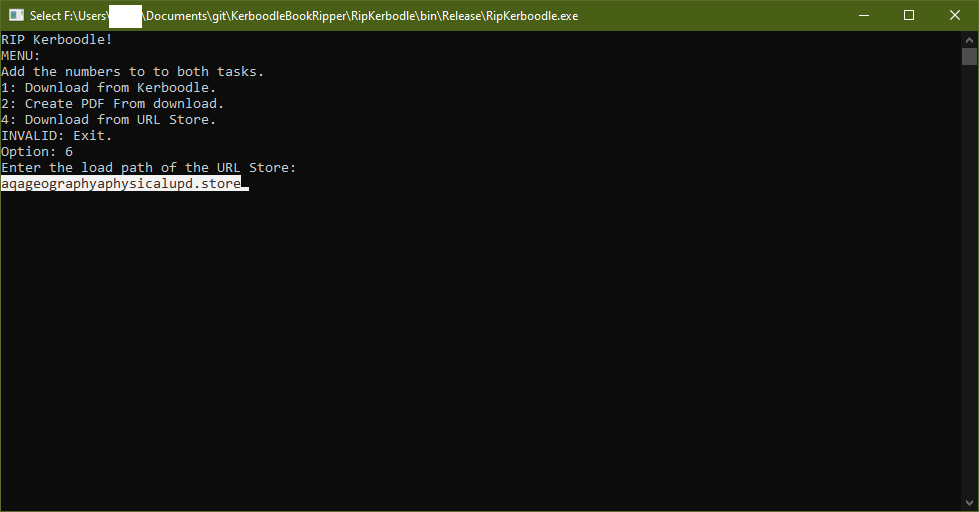 Select F:\Users\ \Documents\git\KerboodleBookRipper\RipKerbodle\bin\Release\RipKerboodle.exe
RIP Kerboodle!
MENU:
Add the numbers to to both tasks.
1: Download from Kerboodle.
2: Create PDF From download.
4: Download from URL Store.
INVALID: Exit.
Option: 6
Enter the load path of the URL Store:
aqageographyaphysicalupd.store